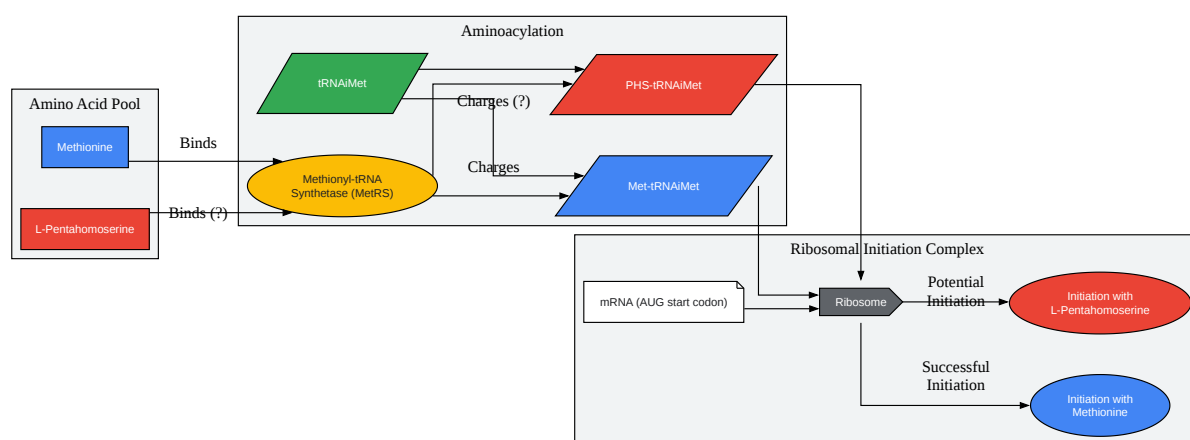 Aminoacylation
tRNAiMet
PHS-tRNAiMet
Charges (?)
Amino Acid Pool
Methionine
Binds
Charges
Methionyl-tRNA
Synthetase (MetRS)
Met-tRNAiMet
Binds (?)
L-Pentahomoserine
Ribosomal Initiation Complex
mRNA (AUG start codon)
Ribosome
Potential
Initiation
Initiation with
L-Pentahomoserine
Successful
Initiation
Initiation with
Methionine